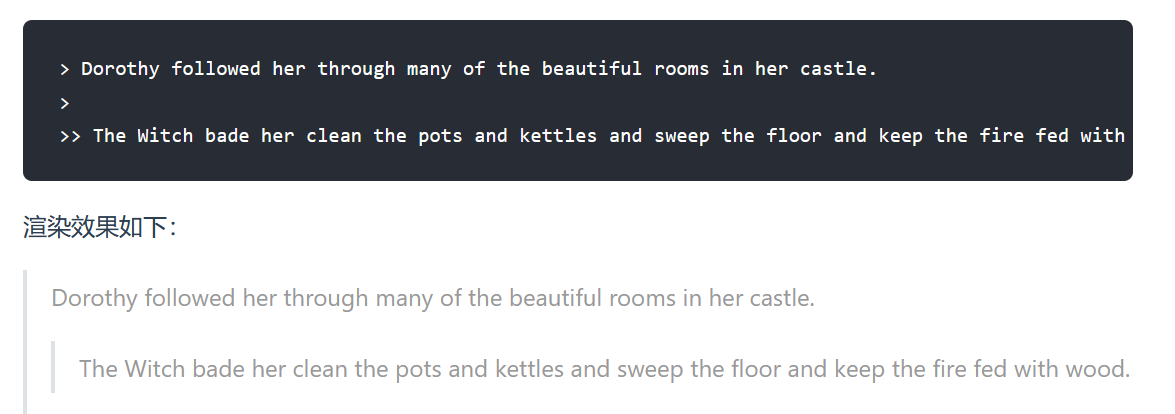 > Dorothy followed her through many of the beautiful rooms in her castle.
>
>> The Witch bade her clean the pots and kettles and sweep the floor and keep the fire fed with
渲染效果如下：
Dorothy followed her through many of the beautiful rooms in her castle.
The Witch bade her clean the pots and kettles and sweep the floor and keep the fire fed with wood.